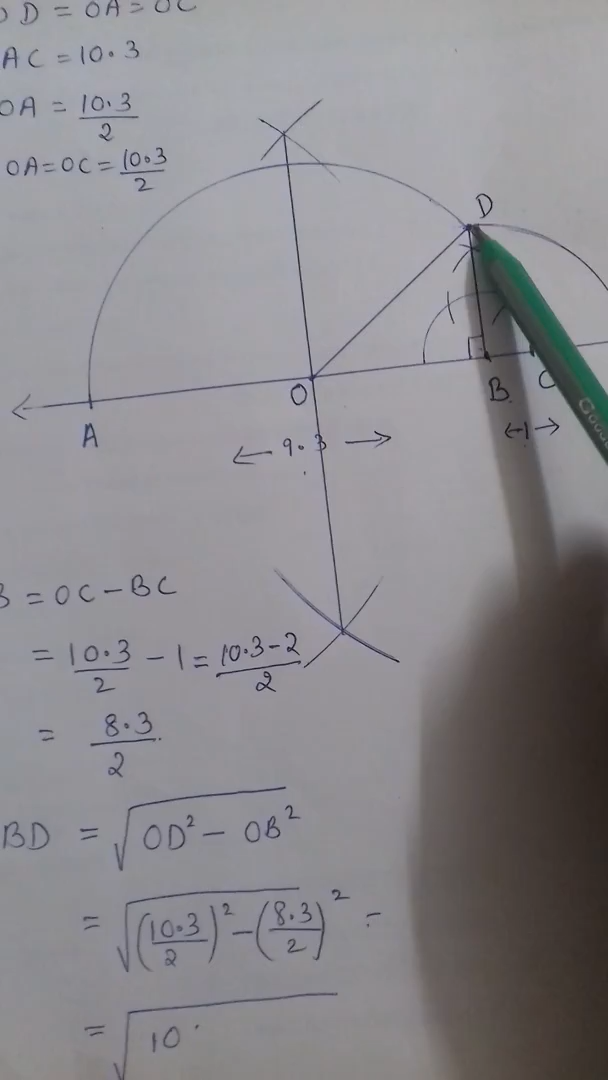 D = OA = OC
AC = 10.3
OA = 10.3/2
OA = OC = 10.3/2
D
O
B
C
A
← 9.3 →
←1→
B = OC - BC
= 10.3/2 - 1 = 10.3-2/2
= 8.3/2
BD = √OD² - OB²
= √(10.3/2)² - (8.3/2)² =
= √10.